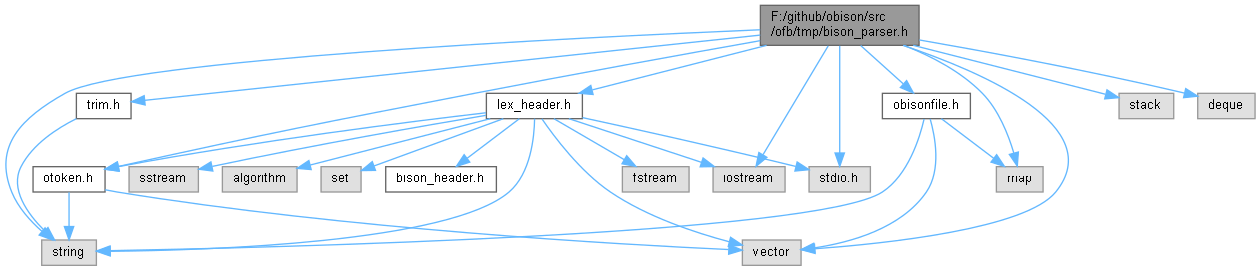 F:/github/obison/src
/ofb/tmp/bison_parser.h
trim.h
lex_header.h
obisonfile.h
stack
deque
otoken.h
sstream
algorithm
set
bison_header.h
fstream
iostream
stdio.h
map
string
vector